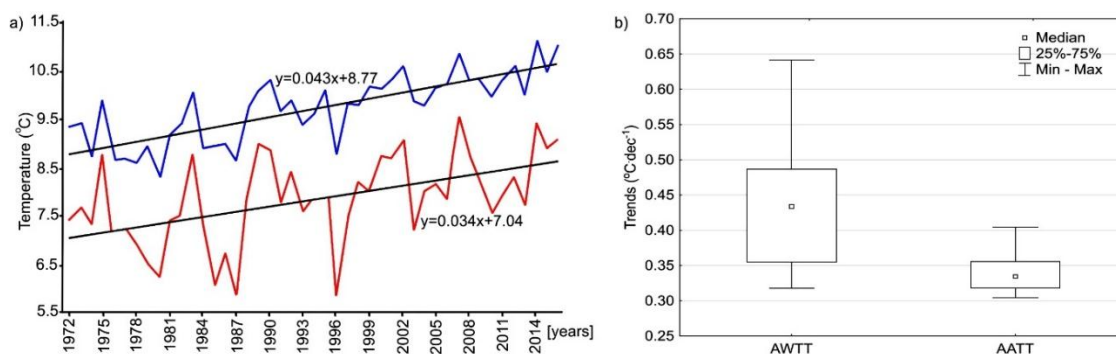 a)
Temperature (°C)
11.5
10.5
9.5
8.5
7.5
6.5
5.5
y=0.043x+8.77
y=0.034x+7.04
1972 1975 1978 1981 1984 1987 1990 1993 1996 1999 2002 2005 2008 2011 2014 [years]
b)
Trends (°C·dec⁻¹)
0.70
0.65
0.60
0.55
0.50
0.45
0.40
0.35
0.30
0.25
Median
25%-75%
Min - Max
AWTT AATT